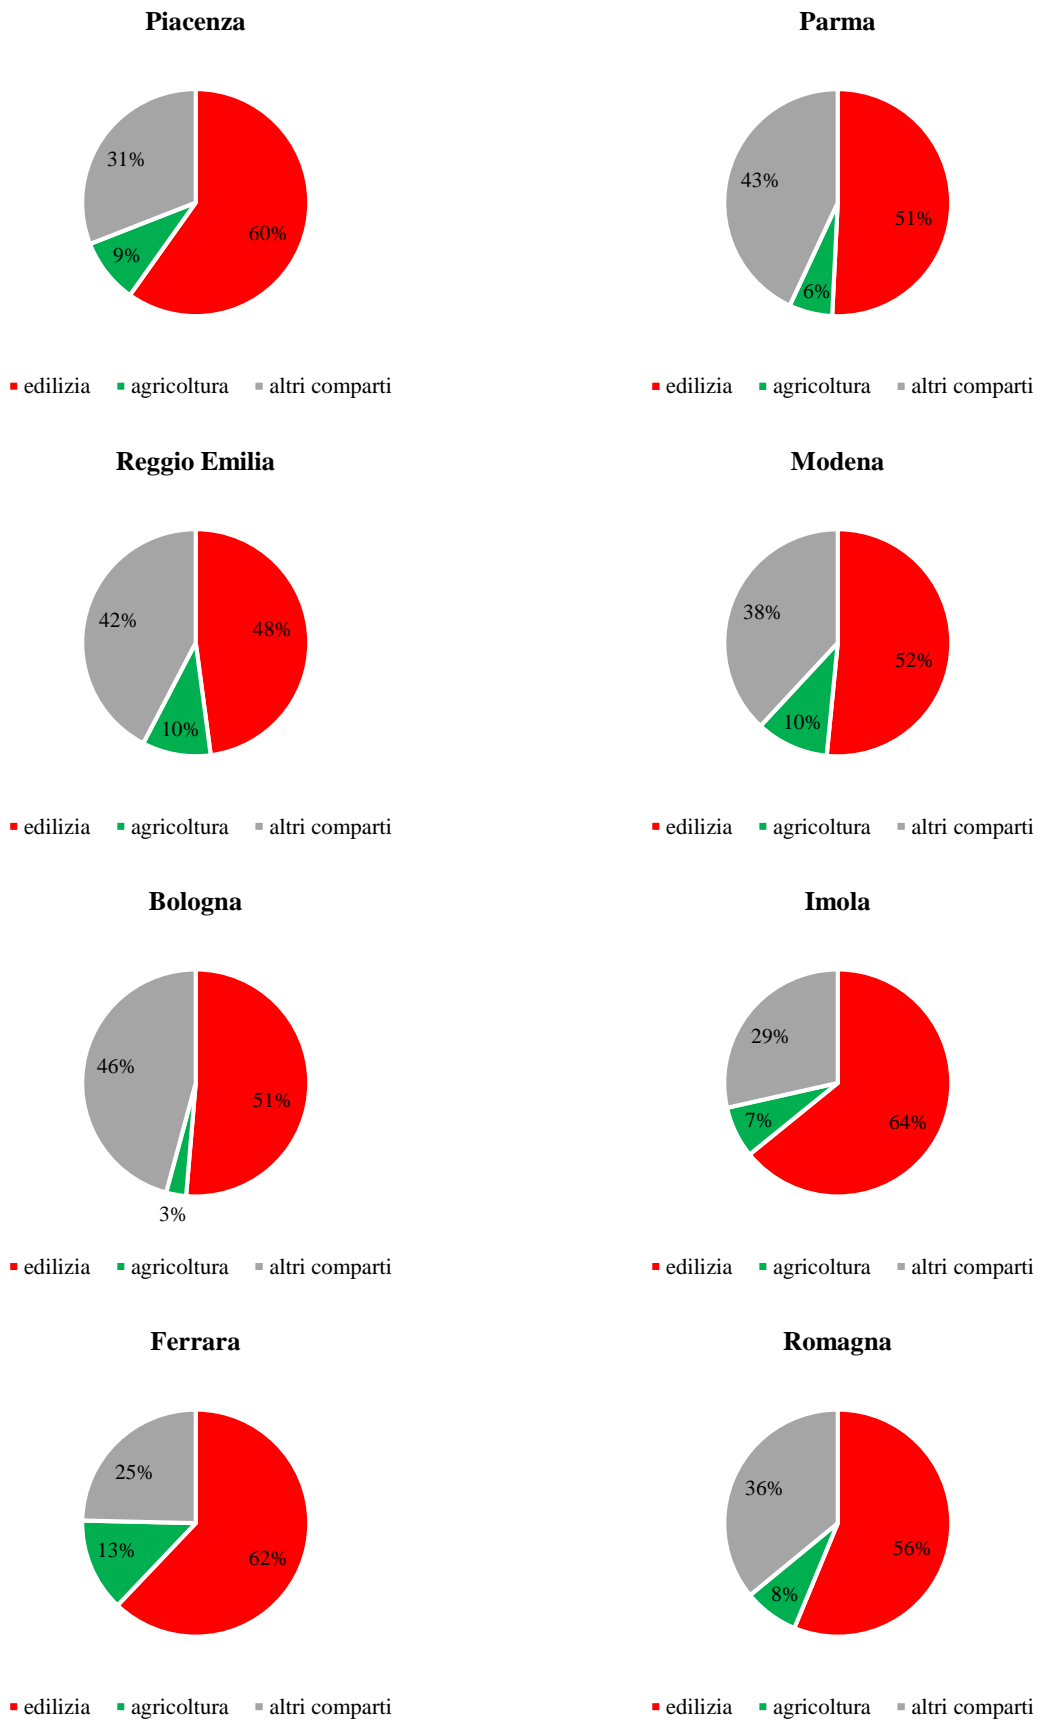 Piacenza
31%
60%
9%
edilizia agricoltura altri comparti
Parma
43%
51%
6%
edilizia agricoltura altri comparti
Reggio Emilia
42%
48%
10%
edilizia agricoltura altri comparti
Modena
38%
52%
10%
edilizia agricoltura altri comparti
Bologna
46%
51%
3%
edilizia agricoltura altri comparti
Imola
29%
7%
64%
edilizia agricoltura altri comparti
Ferrara
25%
13%
62%
edilizia agricoltura altri comparti
Romagna
36%
56%
8%
edilizia agricoltura altri comparti